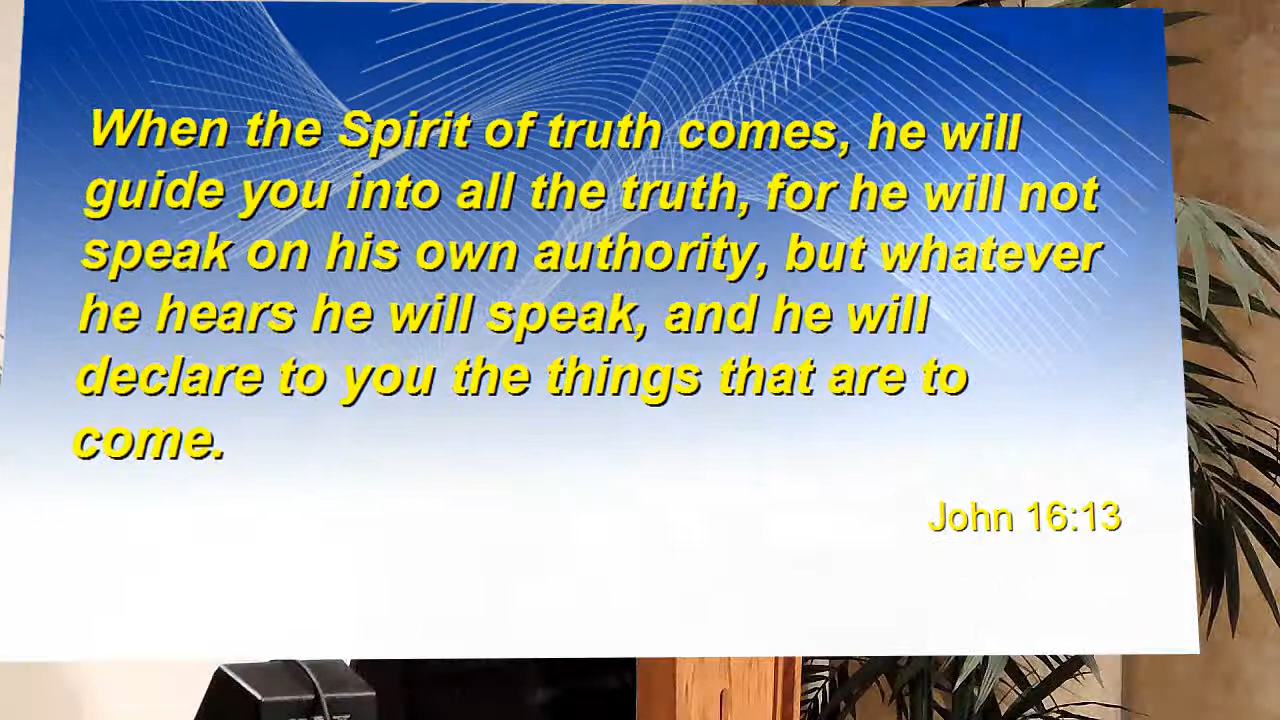 When the Spirit of truth comes, he will
guide you into all the truth, for he will not
speak on his own authority, but whatever
he hears he will speak, and he will
declare to you the things that are to
come.
John 16:13